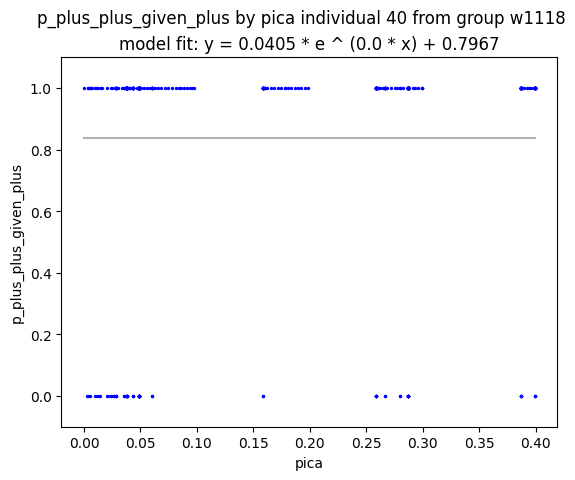 p_plus_plus_given_plus by pica individual 40 from group w1118
model fit: y = 0.0405 * e ^ (0.0 * x) + 0.7967
p_plus_plus_given_plus
1.0
0.8
0.6
0.4
0.2
0.0
0.00 0.05 0.10 0.15 0.20 0.25 0.30 0.35 0.40
pica